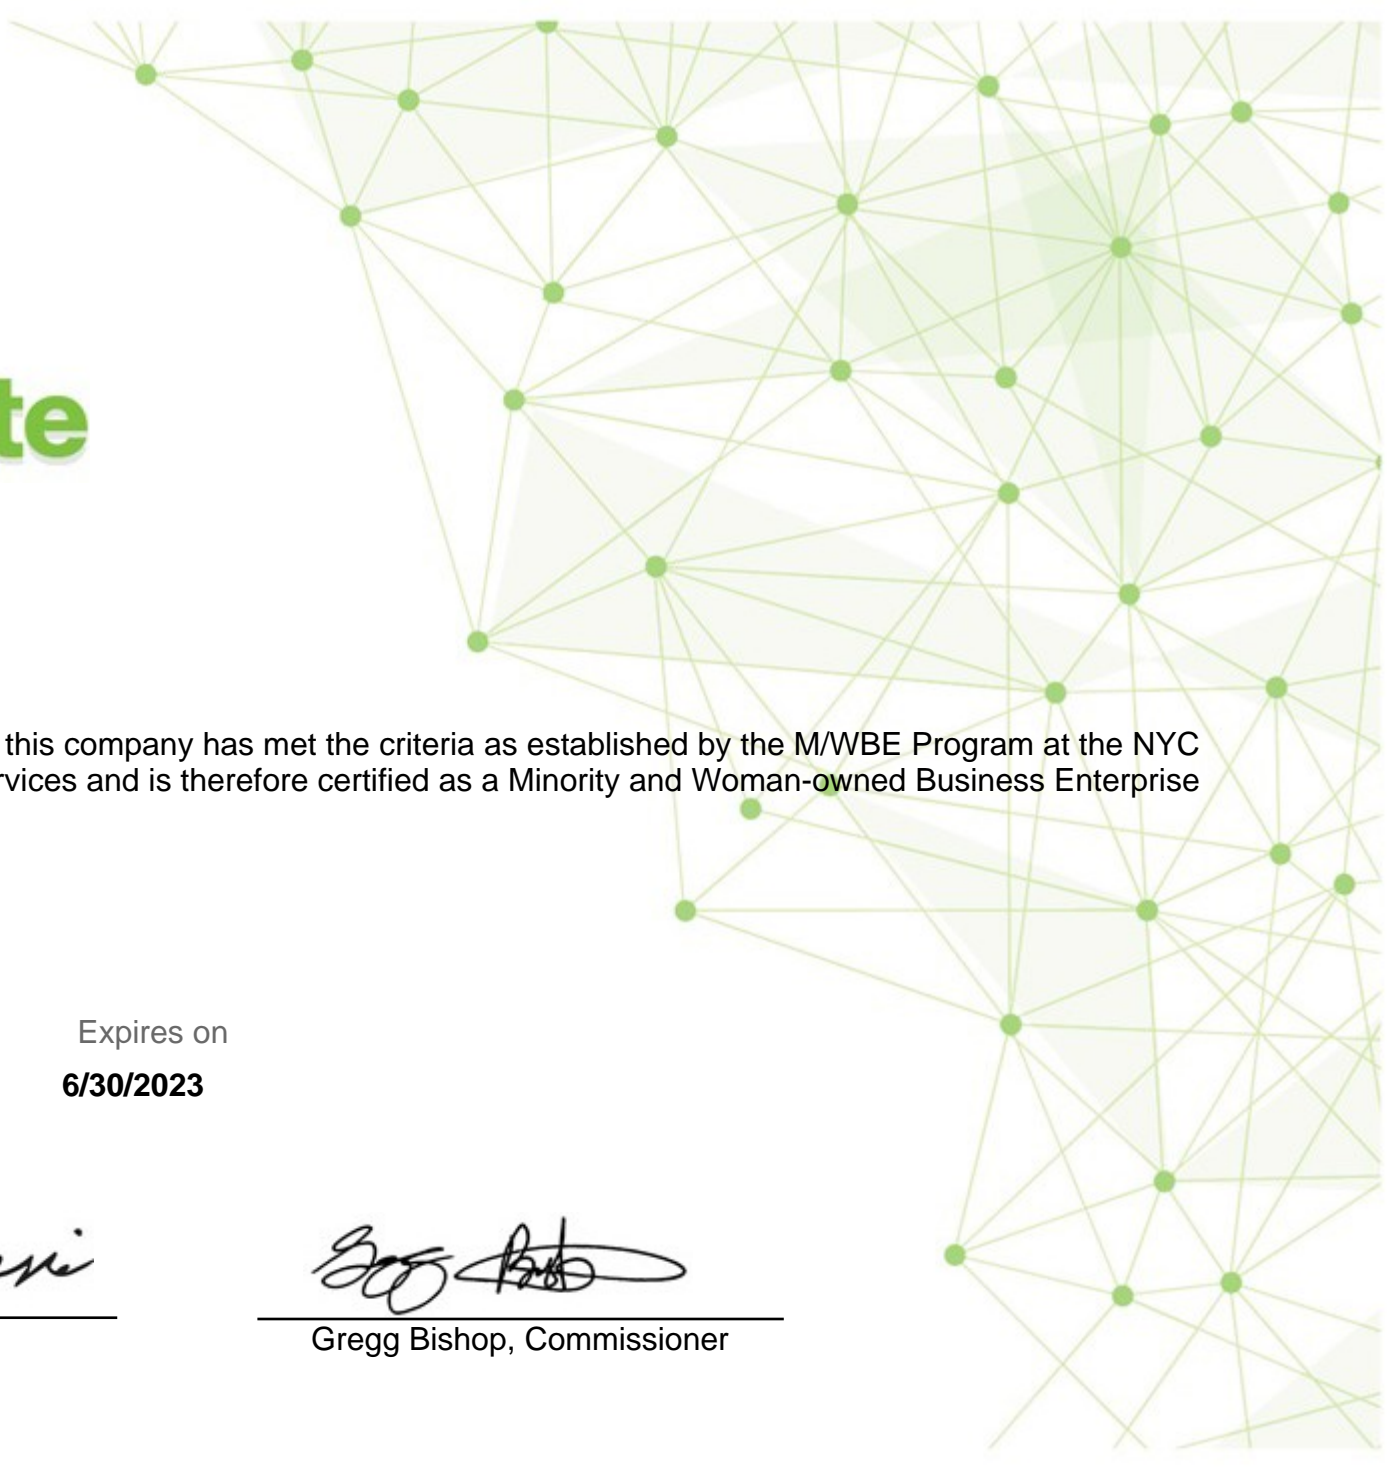 te
this company has met the criteria as established by the M/WBE Program at the NYC
rvices and is therefore certified as a Minority and Woman-owned Business Enterprise
Expires on
6/30/2023
Gregg Bishop, Commissioner